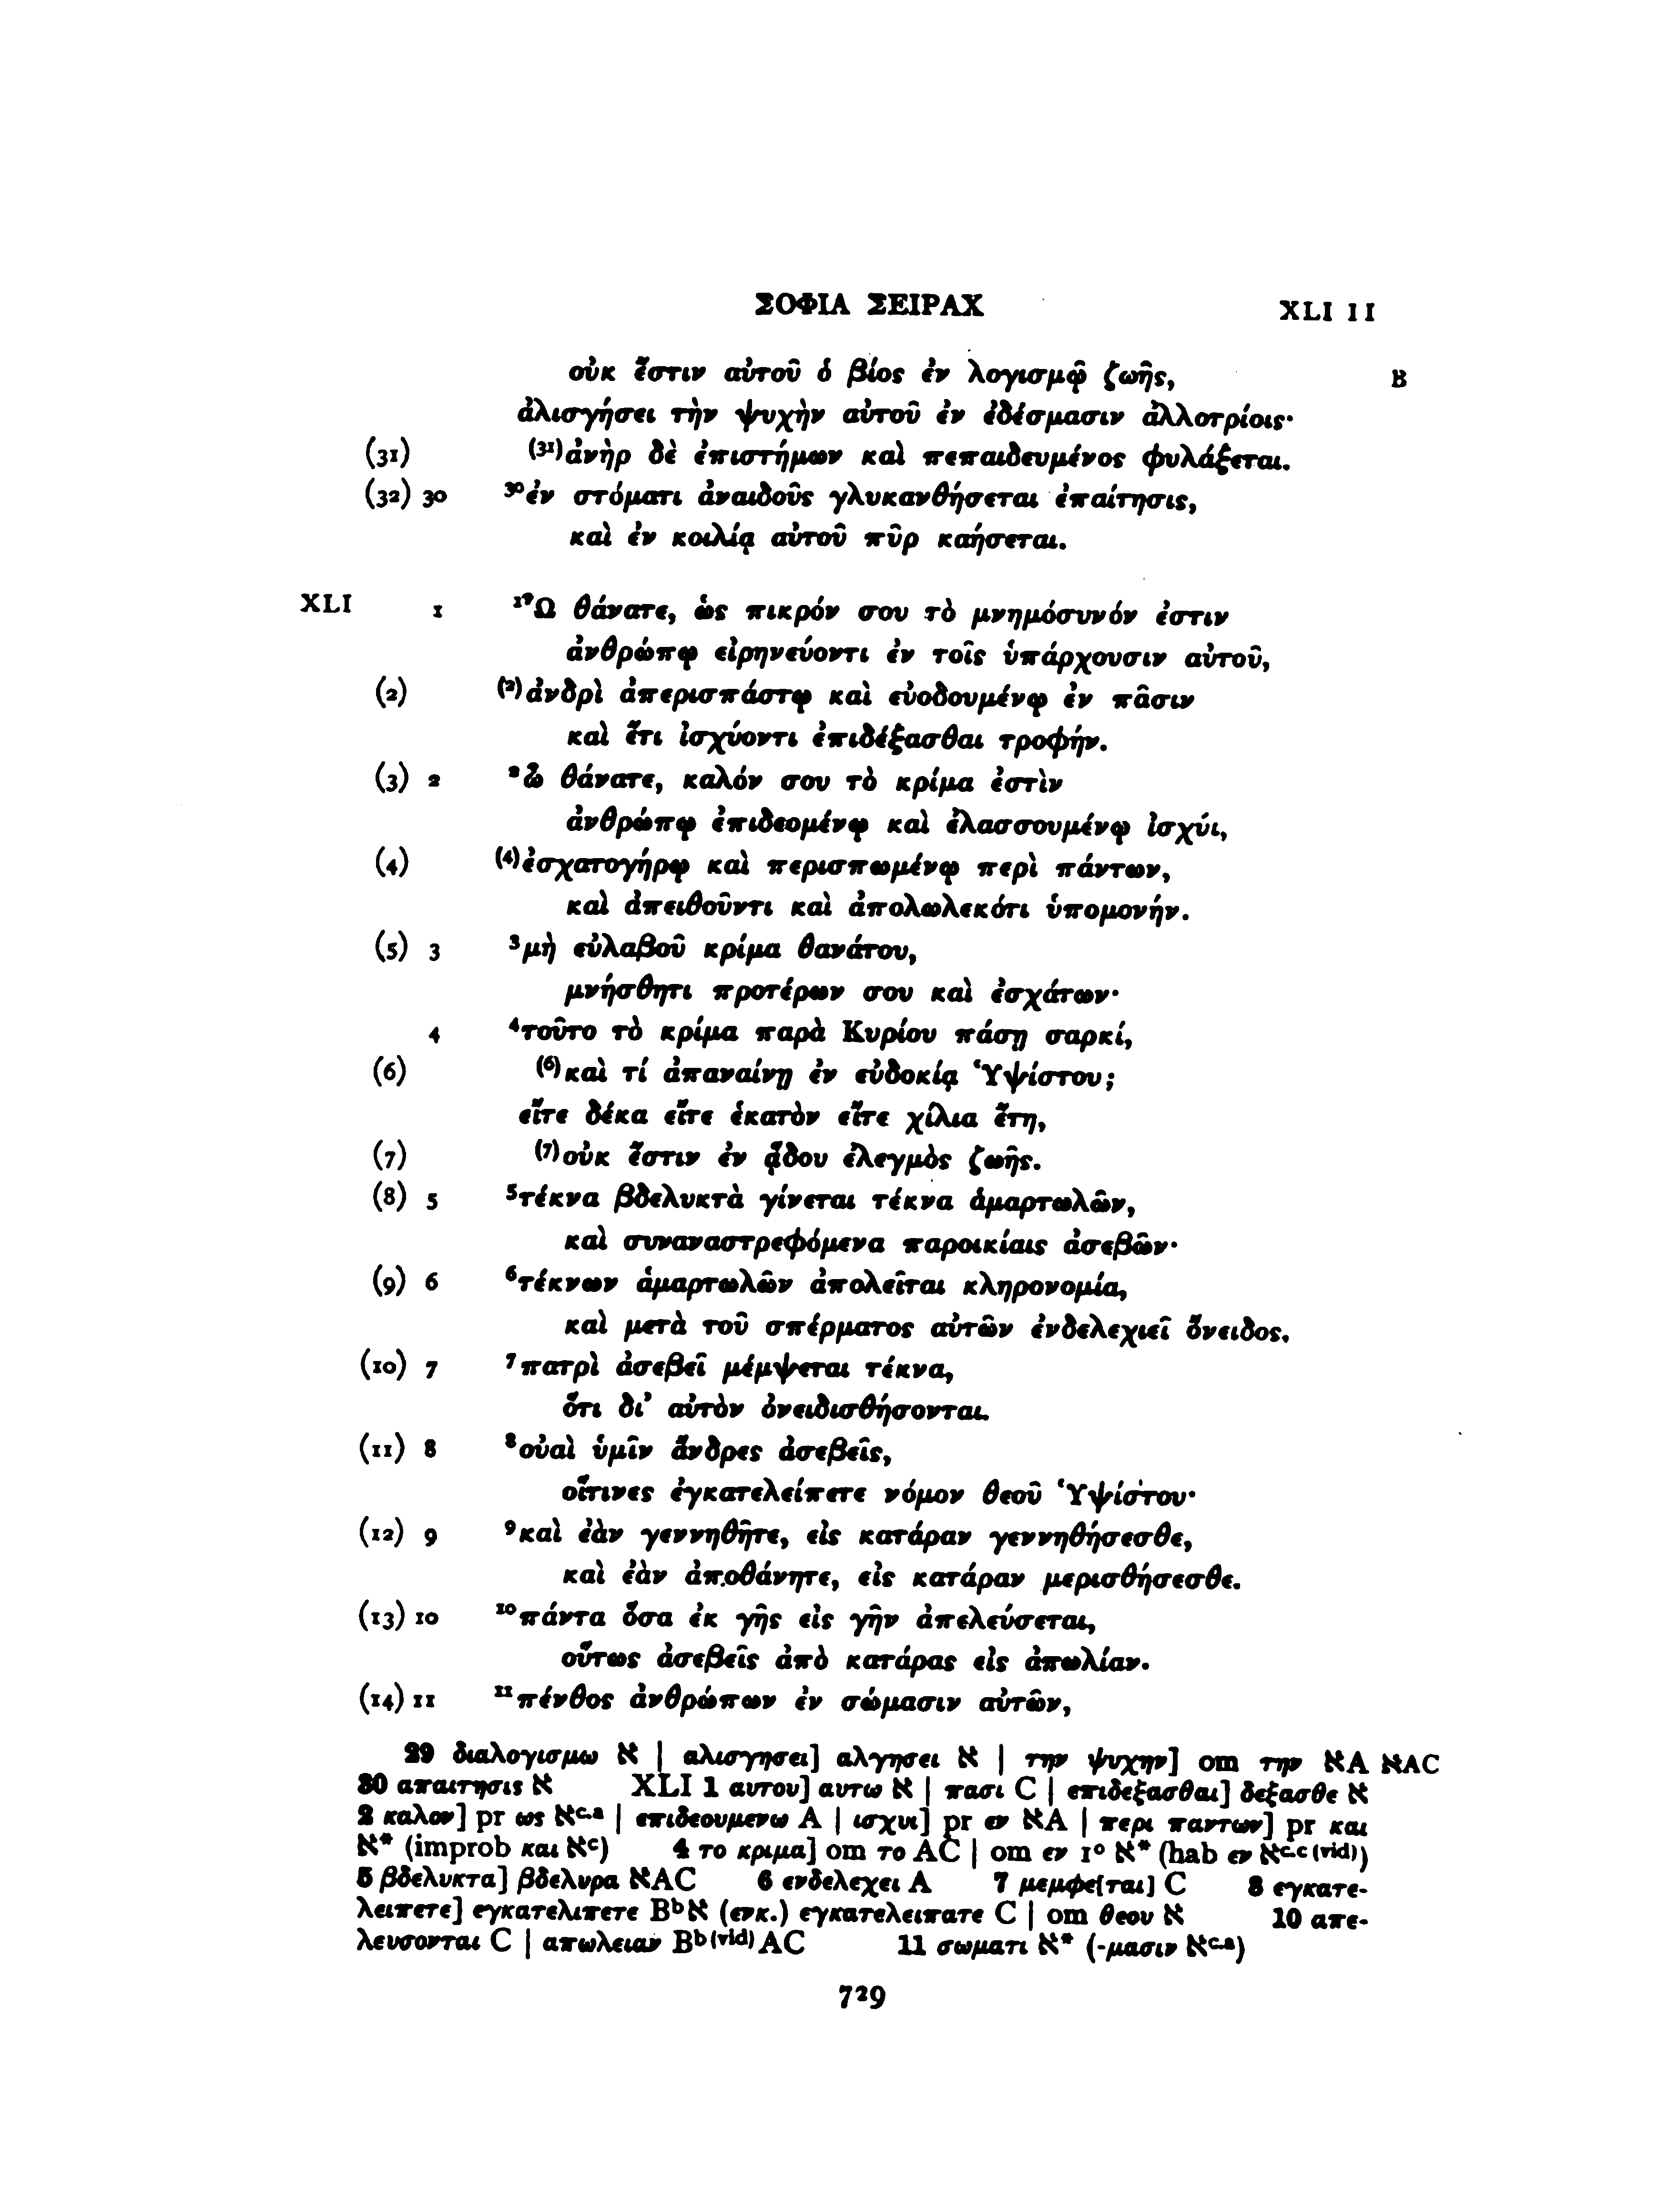 ΣΟΦΙΑ ΣΕΙΡΑΧ XLI 11
οὐκ ἔστιν αὐτοῦ ὁ βίος ἐν λογισμῷ ζωῆς, B
ἀλισγήσει τὴν ψυχὴν αὐτοῦ ἐν ἐδέσμασιν ἀλλοτρίοις·
(31) (31)ἀνὴρ δὲ ἐπιστήμων καὶ πεπαιδευμένος φυλάξεται.
(32) 30 30ἐν στόματι ἀναιδοῦς γλυκανθήσεται ἐπαίτησις,
καὶ ἐν κοιλίᾳ αὐτοῦ πῦρ καήσεται.
XLI 1 1Ὦ θάνατε, ὡς πικρόν σου τὸ μνημόσυνόν ἐστιν
ἀνθρώπῳ εἰρηνεύοντι ἐν τοῖς ὑπάρχουσιν αὐτοῦ,
(2) (2)ἀνδρὶ ἀπερισπάστῳ καὶ εὐοδουμένῳ ἐν πᾶσιν
καὶ ἔτι ἰσχύοντι ἐπιδέξασθαι τροφήν.
(3) 2 2ὦ θάνατε, καλόν σου τὸ κρίμα ἐστὶν
ἀνθρώπῳ ἐπιδεομένῳ καὶ ἐλασσουμένῳ ἰσχύι,
(4) (4)ἐσχατογήρῳ καὶ περισπωμένῳ περὶ πάντων,
καὶ ἀπειθοῦντι καὶ ἀπολωλεκότι ὑπομονήν.
(5) 3 3μὴ εὐλαβοῦ κρίμα θανάτου,
μνήσθητι προτέρων σου καὶ ἐσχάτων·
4 4τοῦτο τὸ κρίμα παρὰ Κυρίου πάσῃ σαρκί,
(6) (6)καὶ τί ἀπαναίνῃ ἐν εὐδοκίᾳ Ὑψίστου;
εἴτε δέκα εἴτε ἑκατὸν εἴτε χίλια ἔτη,
(7) (7)οὐκ ἔστιν ἐν ᾅδου ἐλεγμὸς ζωῆς.
(8) 5 5τέκνα βδελυκτὰ γίνεται τέκνα ἁμαρτωλῶν,
καὶ συναναστρεφόμενα παροικίαις ἀσεβῶν·
(9) 6 6τέκνων ἁμαρτωλῶν ἀπολεῖται κληρονομία,
καὶ μετὰ τοῦ σπέρματος αὐτῶν ἐνδελεχιεῖ ὄνειδος.
(10) 7 7πατρὶ ἀσεβεῖ μέμψεται τέκνα,
ὅτι δι' αὐτὸν ὀνειδισθήσονται.
(11) 8 8οὐαὶ ὑμῖν ἄνδρες ἀσεβεῖς,
οἵτινες ἐγκατελείπετε νόμον θεοῦ Ὑψίστου·
(12) 9 9καὶ ἐὰν γεννηθῆτε, εἰς κατάραν γεννηθήσεσθε,
καὶ ἐὰν ἀποθάνητε, εἰς κατάραν μερισθήσεσθε.
(13) 10 10πάντα ὅσα ἐκ γῆς εἰς γῆν ἀπελεύσεται,
οὕτως ἀσεβεῖς ἀπὸ κατάρας εἰς ἀπωλίαν.
(14) 11 11πένθος ἀνθρώπων ἐν σώμασιν αὐτῶν,
29 διαλογισμω א | αλισγησει] αλγησει א | την ψυχην] om την אA אAC
30 απαιτησις א XLI 1 αυτου] αυτω א | πασι C | επιδεξασθαι] δεξασθε א
2 καλον] pr ως אc.a | επιδεουμενω A | ισχυι] pr εν אA | περι παντων] pr και
א* (improb και אc) 4 το κριμα] om το AC | om εν 1° א* (hab εν אc.c (vid))
5 βδελυκτα] βδελυρα אAC 6 ενδελεχει A 7 μεμφε[ται] C 8 εγκατε-
λειπετε] εγκατελιπετε Bbא (ενκ.) εγκατελειπατε C | om θεου א 10 απε-
λευσονται C | απωλειαν Bb(vid)AC 11 σωματι א* (-μασιν אc.a)
729